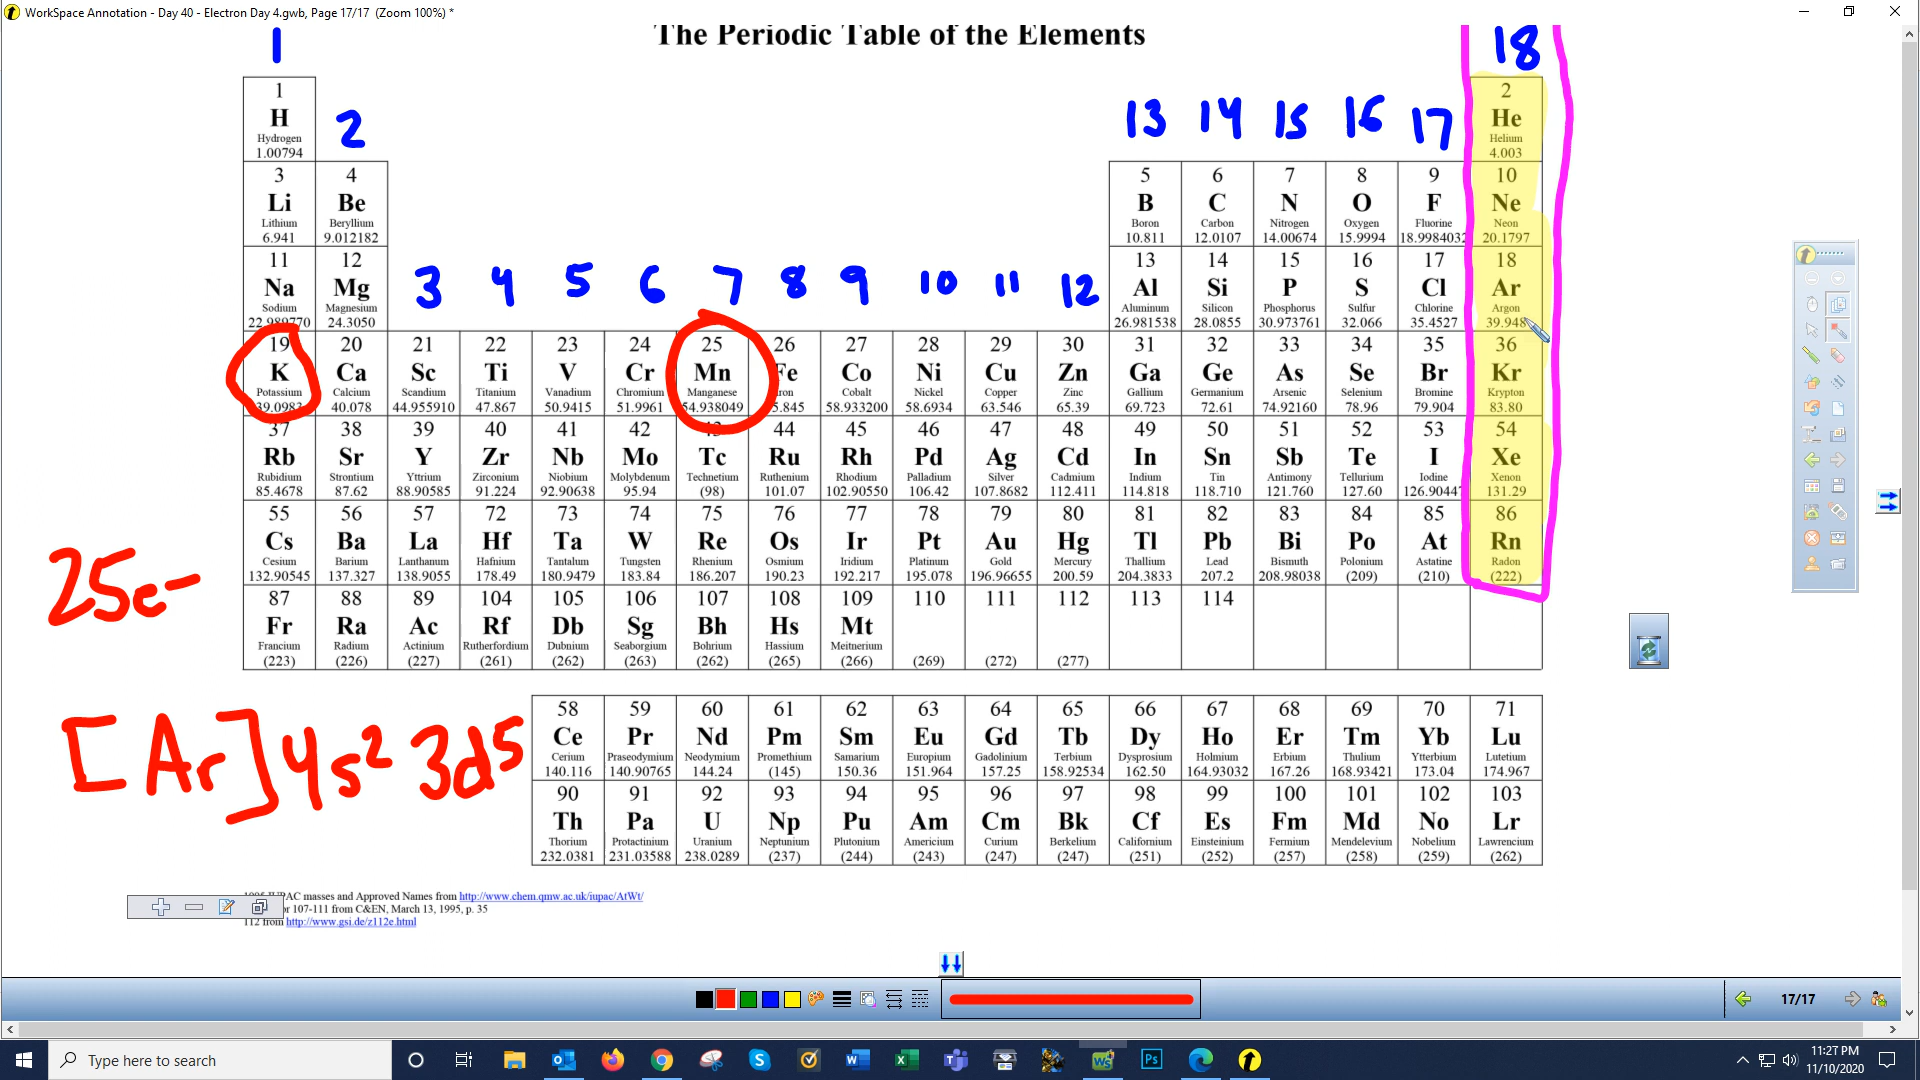 WorkSpace Annotation - Day 40 - Electron Day 4.gwb, Page 17/17 (Zoom 100%) *
The Periodic Table of the Elements
1 18
1 2
H He
Hydrogen Helium
1.00794 4.003
2 13 14 15 16 17
3 4 5 6 7 8 9 10
Li Be B C N O F Ne
Lithium Beryllium Boron Carbon Nitrogen Oxygen Fluorine Neon
6.941 9.012182 10.811 12.0107 14.00674 15.9994 18.9984032 20.1797
11 12 13 14 15 16 17 18
Na Mg Al Si P S Cl Ar
Sodium Magnesium Aluminum Silicon Phosphorus Sulfur Chlorine Argon
22.989770 24.3050 26.981538 28.0855 30.973761 32.066 35.4527 39.948
3 4 5 6 7 8 9 10 11 12
19 20 21 22 23 24 25 26 27 28 29 30 31 32 33 34 35 36
K Ca Sc Ti V Cr Mn Fe Co Ni Cu Zn Ga Ge As Se Br Kr
Potassium Calcium Scandium Titanium Vanadium Chromium Manganese Iron Cobalt Nickel Copper Zinc Gallium Germanium Arsenic Selenium Bromine Krypton
39.0983 40.078 44.955910 47.867 50.9415 51.9961 54.938049 5.845 58.933200 58.6934 63.546 65.39 69.723 72.61 74.92160 78.96 79.904 83.80
37 38 39 40 41 42 43 44 45 46 47 48 49 50 51 52 53 54
Rb Sr Y Zr Nb Mo Tc Ru Rh Pd Ag Cd In Sn Sb Te I Xe
Rubidium Strontium Yttrium Zirconium Niobium Molybdenum Technetium Ruthenium Rhodium Palladium Silver Cadmium Indium Tin Antimony Tellurium Iodine Xenon
85.4678 87.62 88.90585 91.224 92.90638 95.94 (98) 101.07 102.90550 106.42 107.8682 112.411 114.818 118.710 121.760 127.60 126.90447 131.29
55 56 57 72 73 74 75 76 77 78 79 80 81 82 83 84 85 86
Cs Ba La Hf Ta W Re Os Ir Pt Au Hg Tl Pb Bi Po At Rn
Cesium Barium Lanthanum Hafnium Tantalum Tungsten Rhenium Osmium Iridium Platinum Gold Mercury Thallium Lead Bismuth Polonium Astatine Radon
132.90545 137.327 138.9055 178.49 180.9479 183.84 186.207 190.23 192.217 195.078 196.96655 200.59 204.3833 207.2 208.98038 (209) (210) (222)
25e-
87 88 89 104 105 106 107 108 109 110 111 112 113 114
Fr Ra Ac Rf Db Sg Bh Hs Mt
Francium Radium Actinium Rutherfordium Dubnium Seaborgium Bohrium Hassium Meitnerium
(223) (226) (227) (261) (262) (263) (262) (265) (266) (269) (272) (277)
[Ar]4s² 3d⁵
58 59 60 61 62 63 64 65 66 67 68 69 70 71
Ce Pr Nd Pm Sm Eu Gd Tb Dy Ho Er Tm Yb Lu
Cerium Praseodymium Neodymium Promethium Samarium Europium Gadolinium Terbium Dysprosium Holmium Erbium Thulium Ytterbium Lutetium
140.116 140.90765 144.24 (145) 150.36 151.964 157.25 158.92534 162.50 164.93032 167.26 168.93421 173.04 174.967
90 91 92 93 94 95 96 97 98 99 100 101 102 103
Th Pa U Np Pu Am Cm Bk Cf Es Fm Md No Lr
Thorium Protactinium Uranium Neptunium Plutonium Americium Curium Berkelium Californium Einsteinium Fermium Mendelevium Nobelium Lawrencium
232.0381 231.03588 238.0289 (237) (244) (243) (247) (247) (251) (252) (257) (258) (259) (262)
AC masses and Approved Names from http://www.chem.qmw.ac.uk/iupac/AtWt/
107-111 from C&EN, March 13, 1995, p. 35
112 from http://www.gsi.de/z112e.html
17/17
Type here to search
11:27 PM
11/10/2020